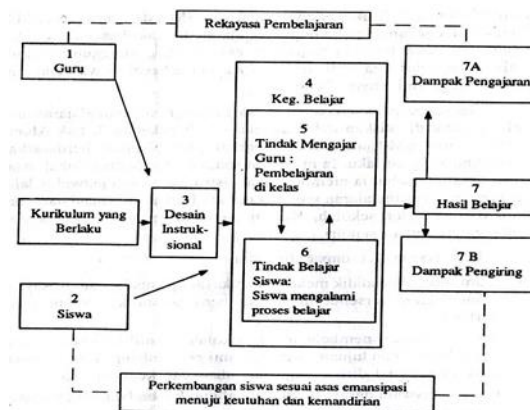 Rekayasa Pembelajaran
1
Guru
7A
Dampak Pengajaran
4
Keg. Belajar
5
Tindak Mengajar
Guru :
Pembelajaran
di kelas
Kurikulum yang
Berlaku
3
Desain
Instruk-
sional
7
Hasil Belajar
6
Tindak Belajar
Siswa:
Siswa mengalami
proses belajar
7 B
Dampak Pengiring
2
Siswa
Perkembangan siswa sesuai asas emansipasi
menuju keutuhan dan kemandirian